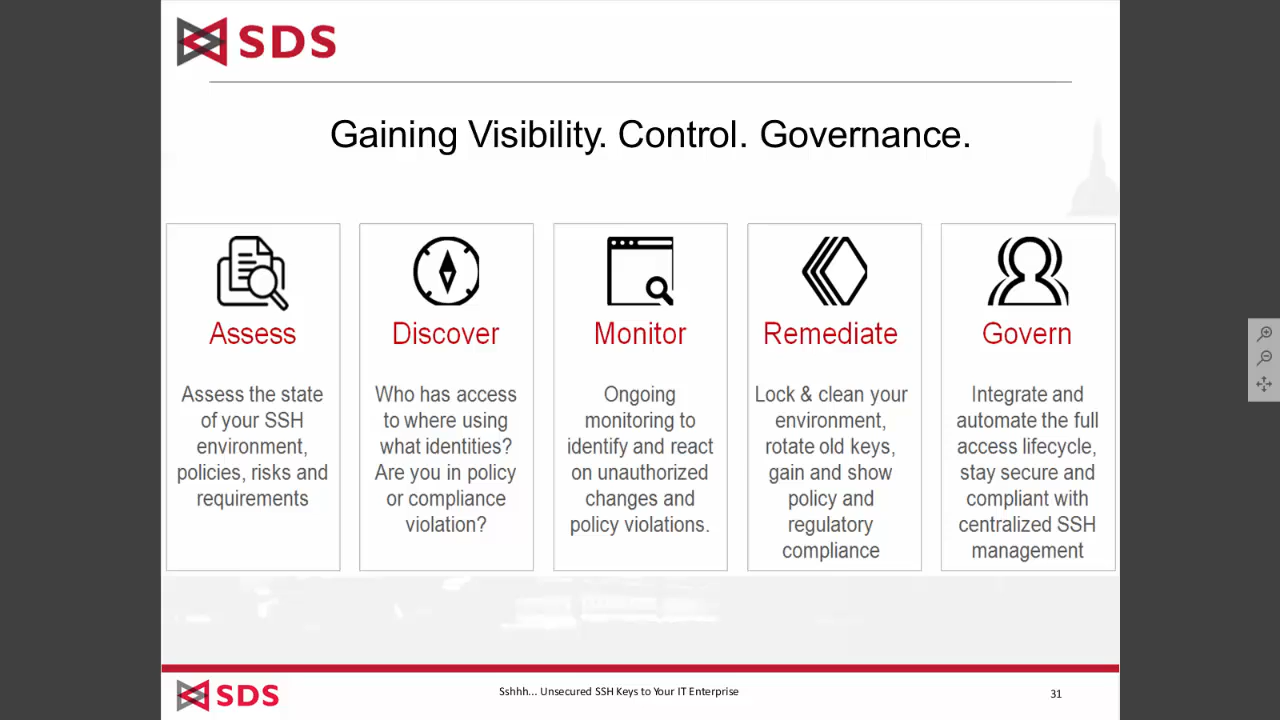 SDS
Gaining Visibility. Control. Governance.
Assess
Assess the state
of your SSH
environment,
policies, risks and
requirements
Discover
Who has access
to where using
what identities?
Are you in policy
or compliance
violation?
Monitor
Ongoing
monitoring to
identify and react
on unauthorized
changes and
policy violations.
Remediate
Lock & clean your
environment,
rotate old keys,
gain and show
policy and
regulatory
compliance
Govern
Integrate and
automate the full
access lifecycle,
stay secure and
compliant with
centralized SSH
management
SDS
Sshhh... Unsecured SSH Keys to Your IT Enterprise
31